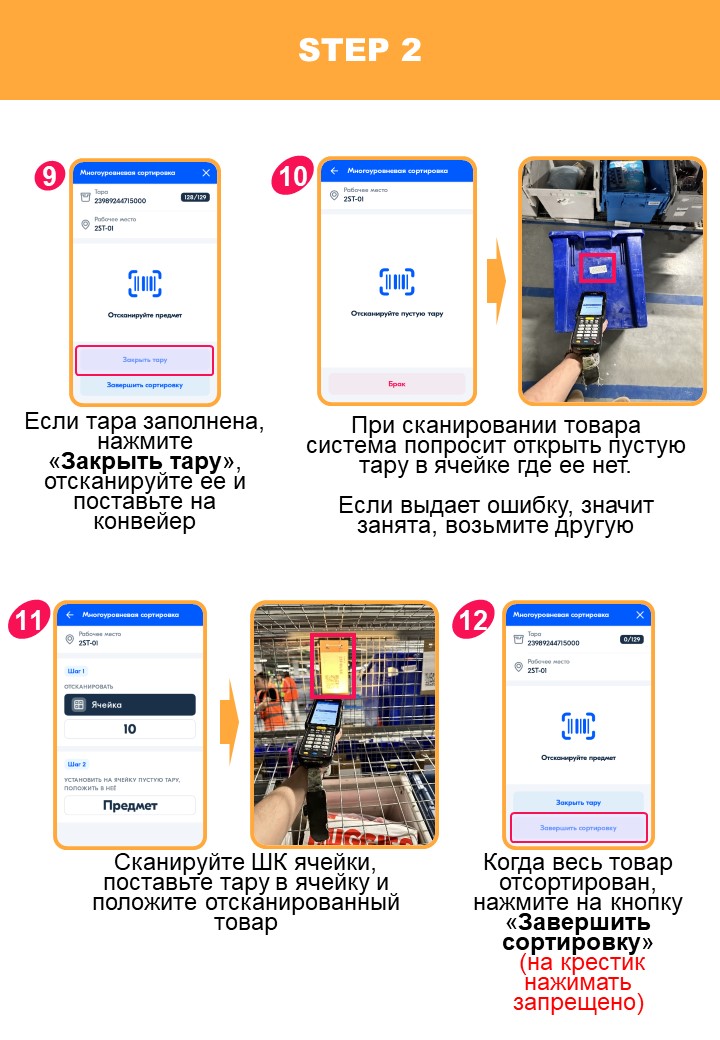 STEP 2
9
Многоуровневая сортировка
Тара
23989244715000
128/129
Рабочее место
2ST-01
Отсканируйте предмет
Закрыть тару
Завершить сортировку
Если тара заполнена,
нажмите
«Закрыть тару»,
отсканируйте ее и
поставьте на
конвейер
10
Многоуровневая сортировка
Рабочее место
2ST-01
Отсканируйте пустую тару
Брак
При сканировании товара
система попросит открыть пустую
тару в ячейке где ее нет.
Если выдает ошибку, значит
занята, возьмите другую
11
Многоуровневая сортировка
Рабочее место
2ST-01
Шаг 1
ОТСКАНИРОВАТЬ
Ячейка
10
Шаг 2
УСТАНОВИТЬ НА ЯЧЕЙКУ ПУСТУЮ ТАРУ,
ПОЛОЖИТЬ В НЕЁ
Предмет
HUGGIES
Сканируйте ШК ячейки,
поставьте тару в ячейку и
положите отсканированный
товар
12
Многоуровневая сортировка
Тара
23989244715000
0/129
Рабочее место
2ST-01
Отсканируйте предмет
Закрыть тару
Завершить сортировку
Когда весь товар
отсортирован,
нажмите на кнопку
«Завершить
сортировку»
(на крестик
нажимать
запрещено)